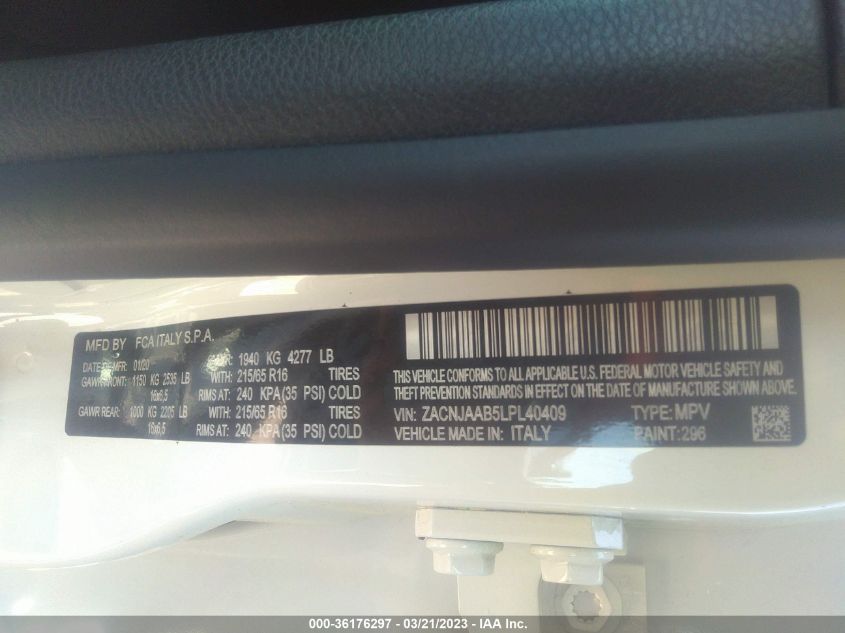 MFD BY FCA ITALY S.P.A.
DATE OF MFR: 01/20 GVWR: 1940 KG 4277 LB
GAWR FRONT: 1150 KG 2535 LB WITH: 215/65 R16 TIRES
16x6.5 RIMS AT: 240 KPA (35 PSI) COLD
GAWR REAR: 1000 KG 2205 LB WITH: 215/65 R16 TIRES
16x6.5 RIMS AT: 240 KPA (35 PSI) COLD
THIS VEHICLE CONFORMS TO ALL APPLICABLE U.S. FEDERAL MOTOR VEHICLE SAFETY AND
THEFT PREVENTION STANDARDS IN EFFECT ON THE DATE OF MANUFACTURE SHOWN ABOVE.
VIN: ZACNJAAB5LPL40409 TYPE: MPV
VEHICLE MADE IN: ITALY PAINT: 296
000-36176297 - 03/21/2023 - IAA Inc.